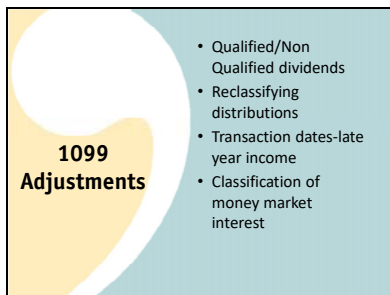 1099
Adjustments
• Qualified/Non
Qualified dividends
• Reclassifying
distributions
• Transaction dates-late
year income
• Classification of
money market
interest